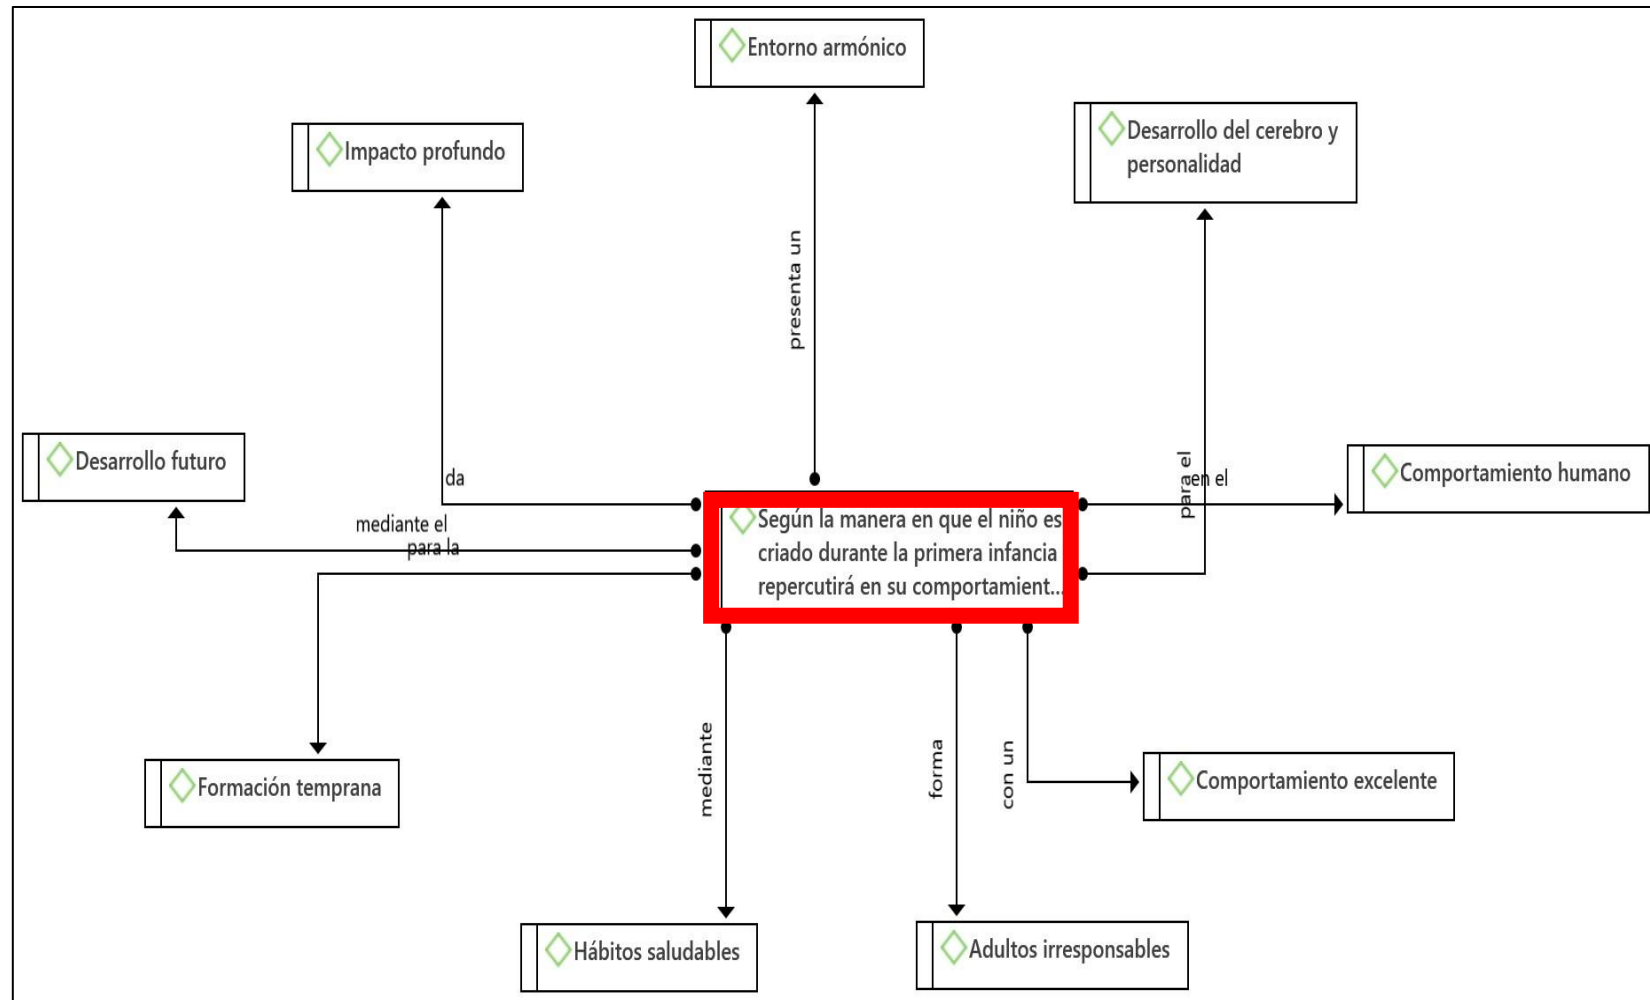 Entorno armónico
Desarrollo del cerebro y
personalidad
Impacto profundo
presenta un
Desarrollo futuro
da
para el
en el
Comportamiento humano
mediante el
para la
Según la manera en que el niño es
criado durante la primera infancia
repercutirá en su comportamient...
Formación temprana
mediante
forma
con un
Comportamiento excelente
Hábitos saludables
Adultos irresponsables